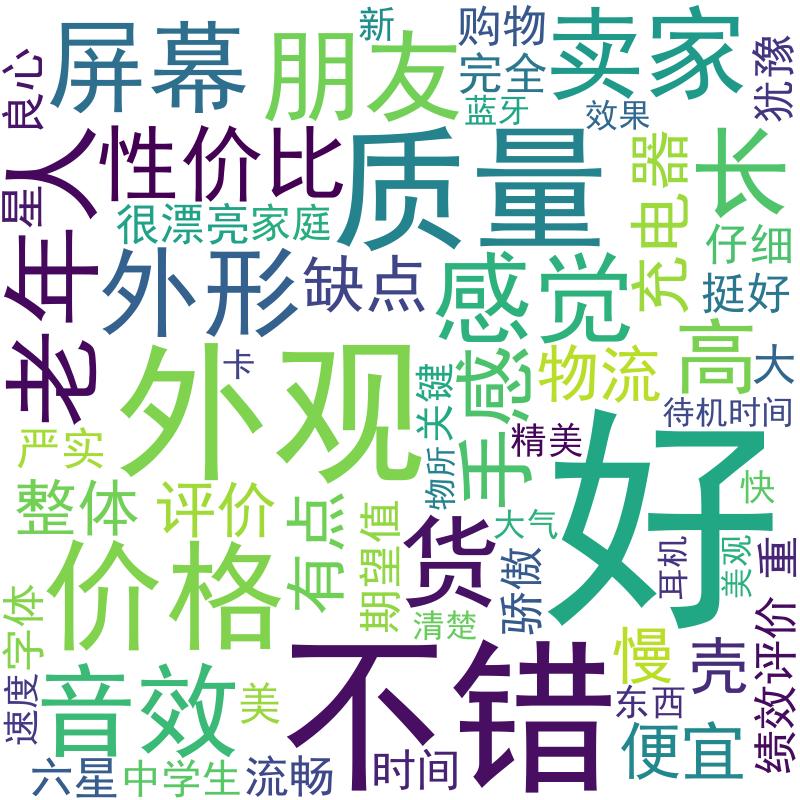 新
购物
卖家
屏幕
朋友
完全
犹豫
良心
蓝牙
效果
人
性价比
质量
长
充电器
星
很漂亮
家庭
仔细
老年
外形
缺点
感觉
挺好
外观
卡
手感
物流
高
大
关键
待机时间
严实
精美
好
物所
快
整体
评价
有点
期望值
货
大气
价格
骄傲
耳机
美观
重
字体
清楚
慢
壳
绩效评价
速度
音效
美
不错
东西
便宜
六星
中学生
流畅
时间